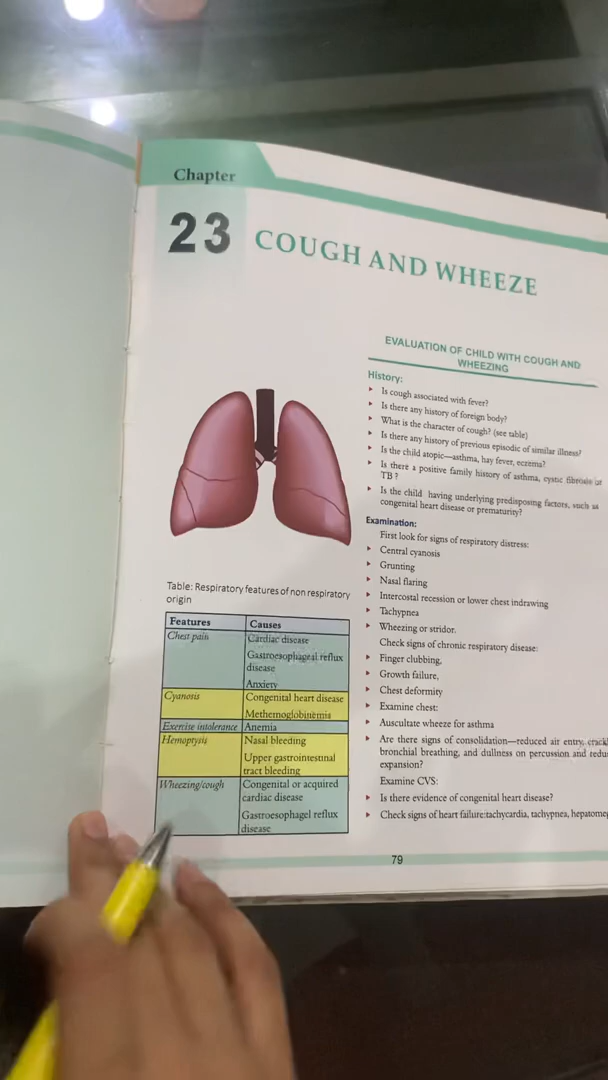 Chapter
23 COUGH AND WHEEZE
Table: Respiratory features of non respiratory
origin
Features Causes
Chest pain Cardiac disease
Gastroesophageal reflux
disease
Anxiety
Cyanosis Congenital heart disease
Methemoglobinemia
Exercise intolerance Anemia
Hemoptysis Nasal bleeding
Upper gastrointestinal
tract bleeding
Wheezing/cough Congenital or acquired
cardiac disease
Gastroesophagel reflux
disease
EVALUATION OF CHILD WITH COUGH AND
WHEEZING
History:
Is cough associated with fever?
Is there any history of foreign body?
What is the character of cough? (see table)
Is there any history of previous episodic of similar illness?
Is the child atopic—asthma, hay fever, eczema?
Is there a positive family history of asthma, cystic fibrosis or
TB?
Is the child having underlying predisposing factors, such as
congenital heart disease or prematurity?
Examination:
First look for signs of respiratory distress:
Central cyanosis
Grunting
Nasal flaring
Intercostal recession or lower chest indrawing
Tachypnea
Wheezing or stridor.
Check signs of chronic respiratory disease:
Finger clubbing,
Growth failure,
Chest deformity
Examine chest:
Auscultate wheeze for asthma
Are there signs of consolidation—reduced air entry,
bronchial breathing, and dullness on percussion and
expansion?
Examine CVS:
Is there evidence of congenital heart disease?
Check signs of heart failure:tachycardia, tachypnea,
79